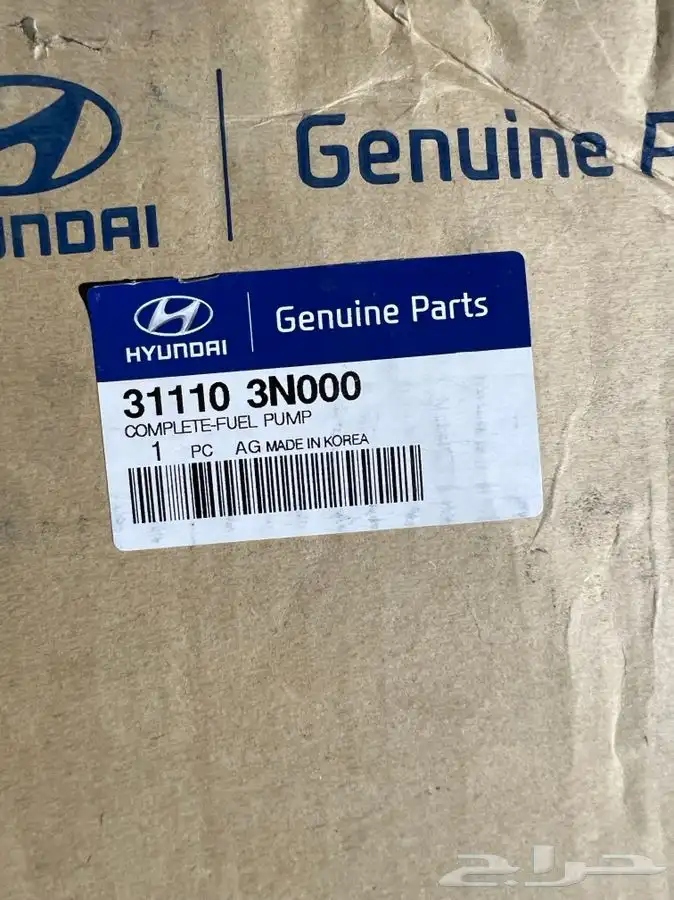 Genuine P
HYUNDAI
HYUNDAI
Genuine Parts
31110 3N000
COMPLETE-FUEL PUMP
1 PC AG MADE IN KOREA
حراج